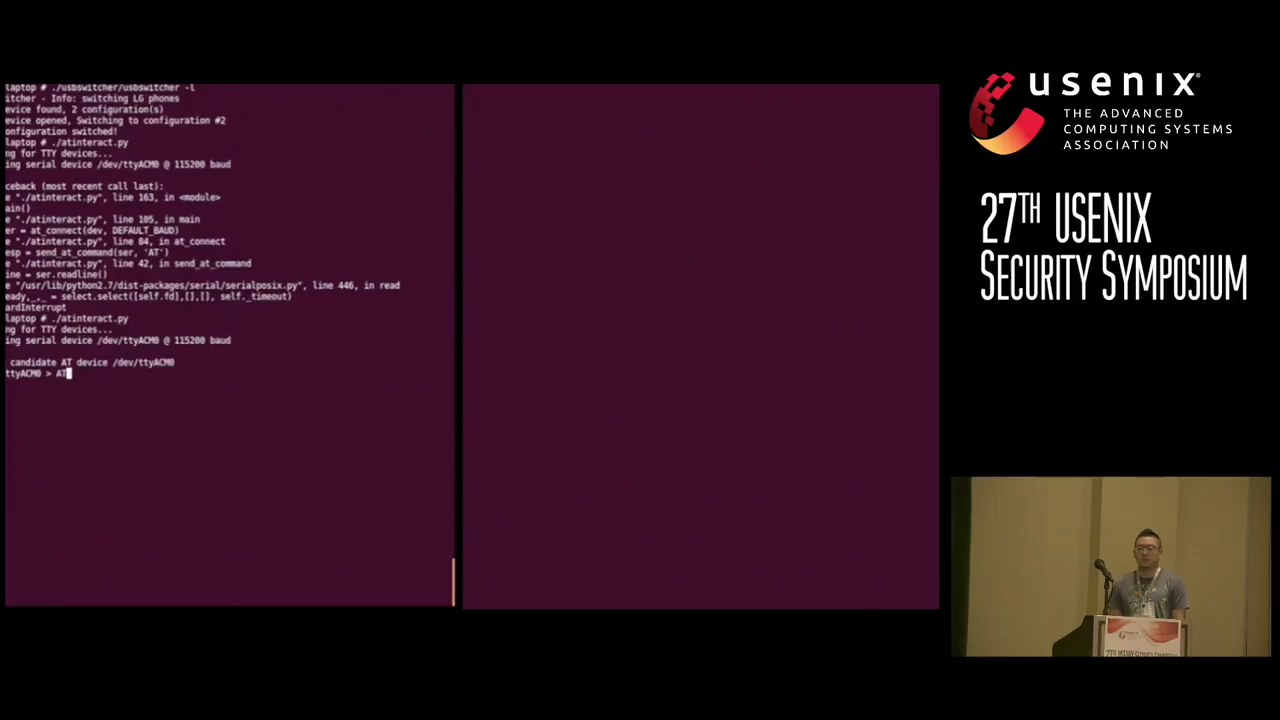 laptop # ./usbswitcher/usbswitcher -l
itcher - Info: switching LG phones
evice found, 2 configuration(s)
evice opened, Switching to configuration #2
onfiguration switched!
laptop # ./atinteract.py
ng for TTY devices...
ing serial device /dev/ttyACM0 @ 115200 baud
ceback (most recent call last):
e "./atinteract.py", line 163, in <module>
ain()
e "./atinteract.py", line 105, in main
er = at_connect(dev, DEFAULT_BAUD)
e "./atinteract.py", line 84, in at_connect
esp = send_at_command(ser, 'AT')
e "./atinteract.py", line 42, in send_at_command
ine = ser.readline()
e "/usr/lib/python2.7/dist-packages/serial/serialposix.py", line 446, in read
eady,_,_ = select.select([self.fd],[],[], self._timeout)
ardInterrupt
laptop # ./atinteract.py
ng for TTY devices...
ing serial device /dev/ttyACM0 @ 115200 baud
candidate AT device /dev/ttyACM0
ttyACM0 > AT
usenix®
THE ADVANCED
COMPUTING SYSTEMS
ASSOCIATION
27TH USENIX
SECURITY SYMPOSIUM
usenix
27TH USENIX SECURITY SYMPOSIUM